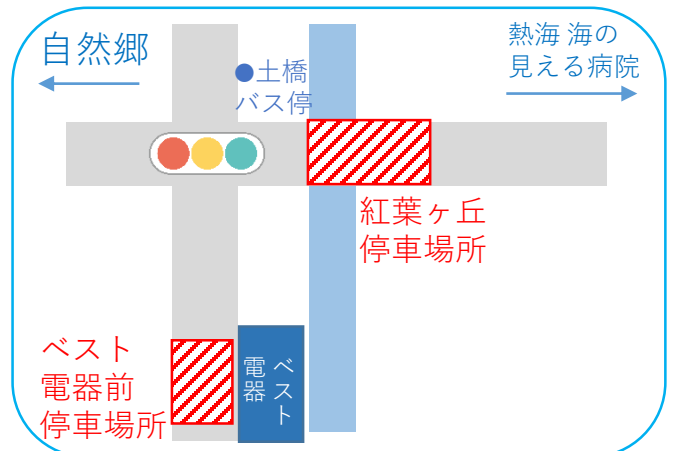 自然郷
●土橋
バス停
熱海 海の
見える病院
紅葉ヶ丘
停車場所
ベスト
電器前
停車場所
ベスト
電器